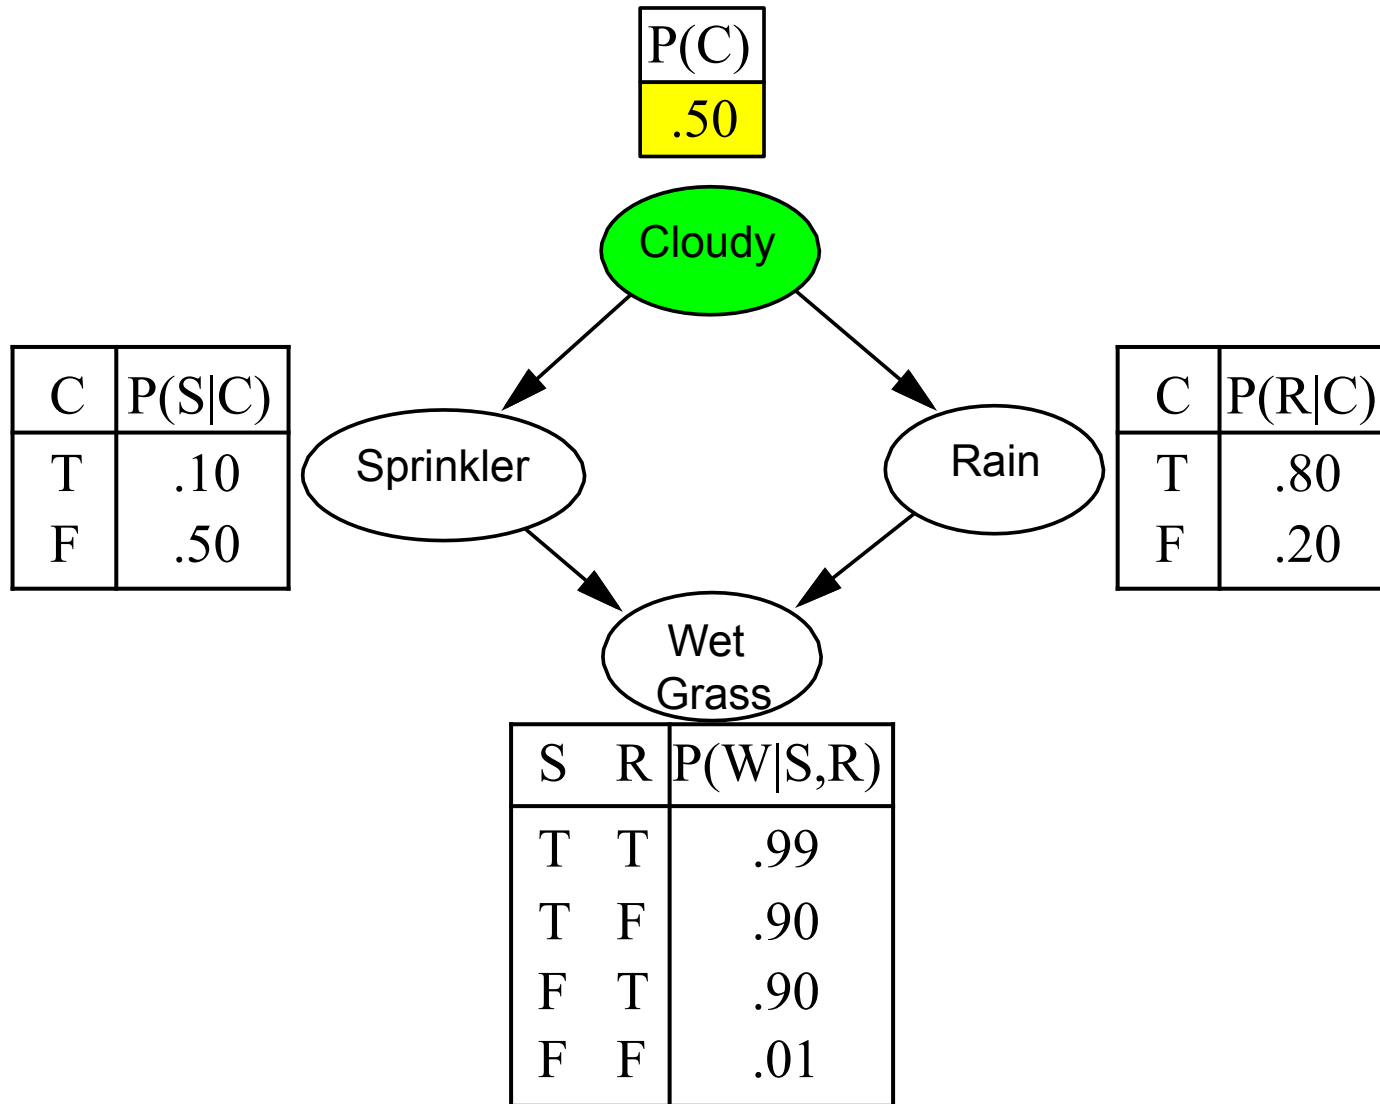 P(C)
.50
Cloudy
C P(S|C)
T .10
F .50
Sprinkler
Rain
C P(R|C)
T .80
F .20
Wet
Grass
S R P(W|S,R)
T T .99
T F .90
F T .90
F F .01